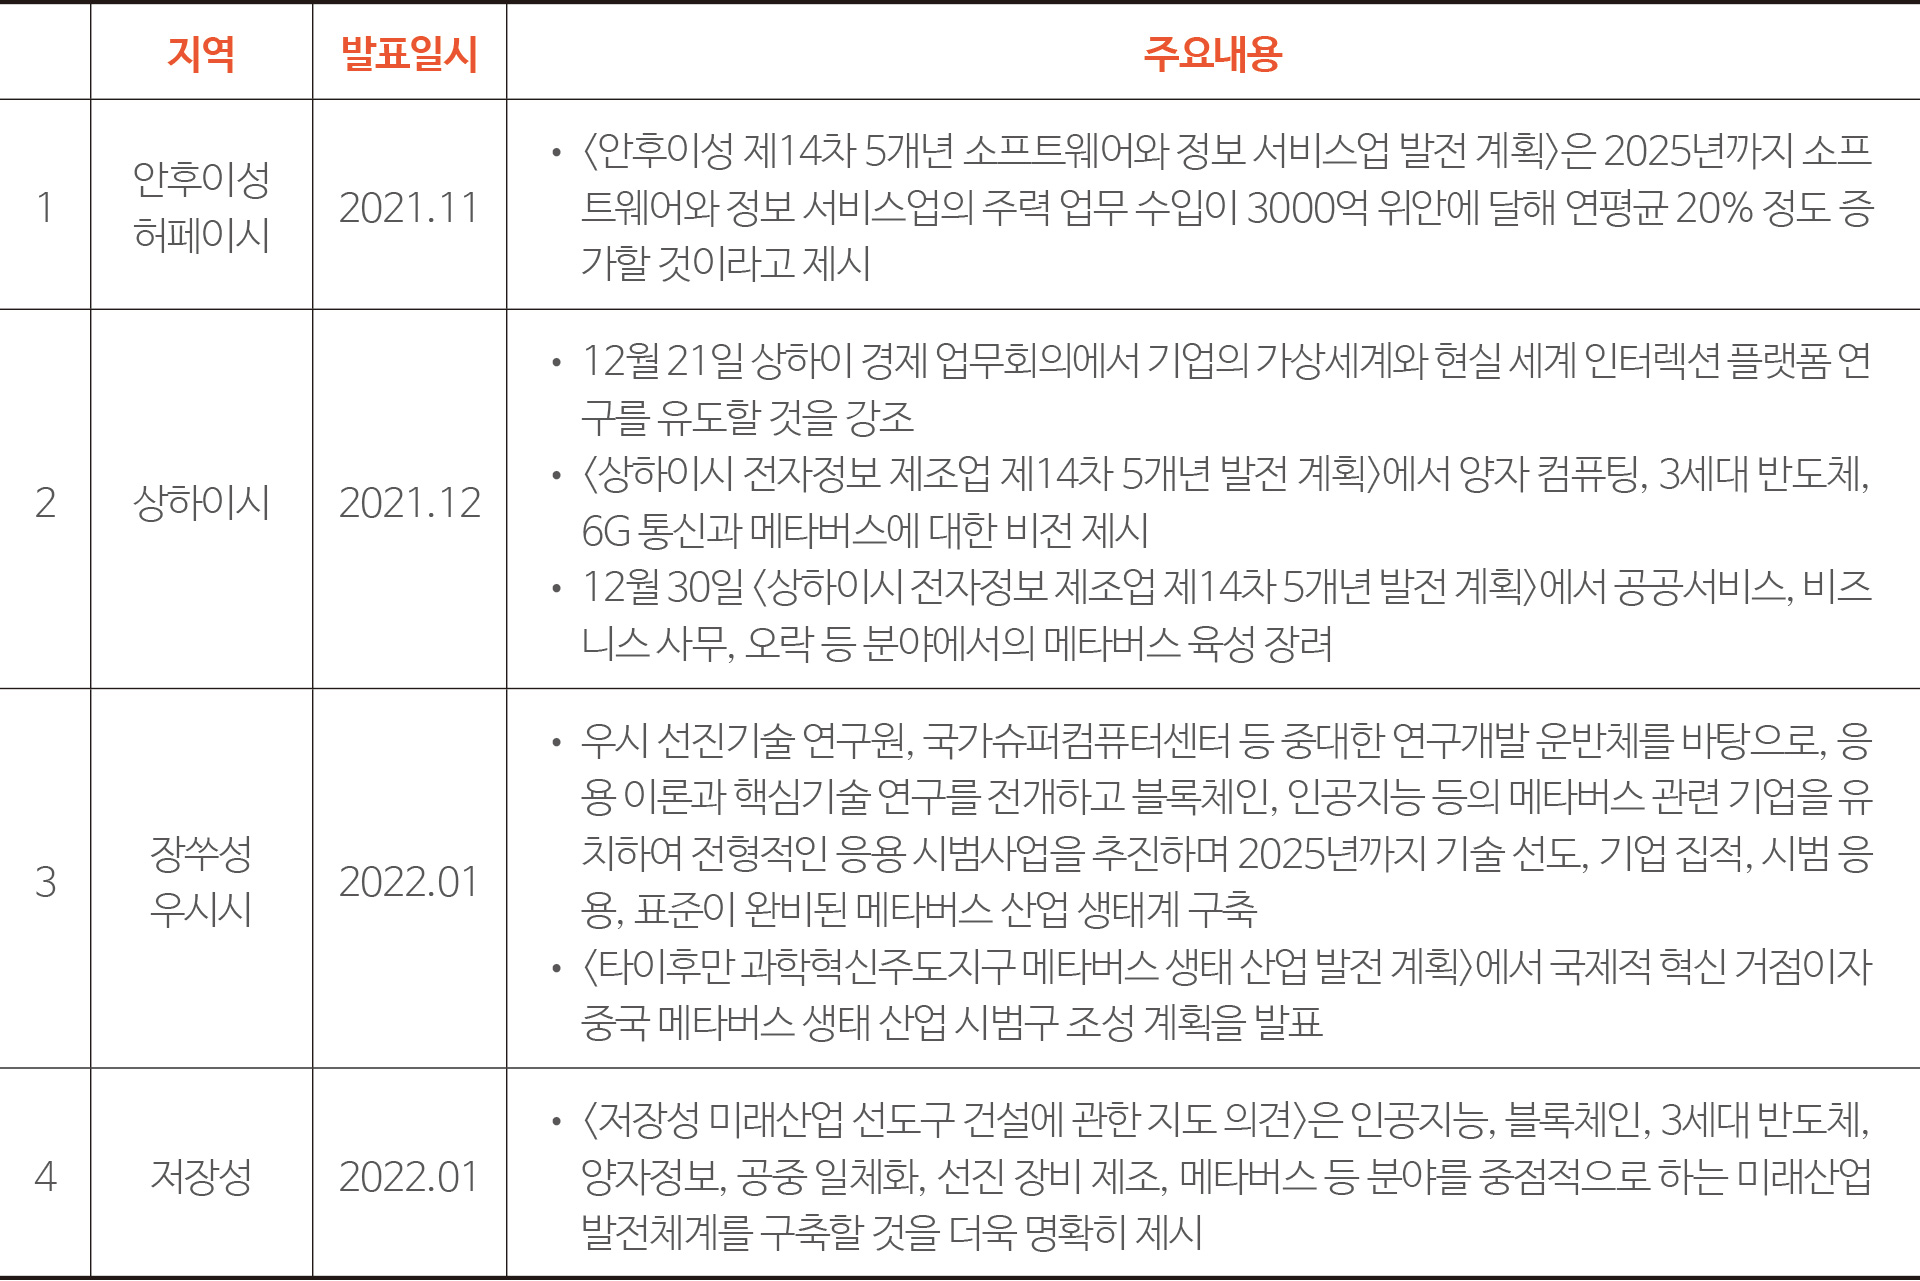 지역 발표일시 주요내용
1
안후이성
허페이시
2021.11
• 〈안후이성 제14차 5개년 소프트웨어와 정보 서비스업 발전 계획〉은 2025년까지 소프
트웨어와 정보 서비스업의 주력 업무 수입이 3000억 위안에 달해 연평균 20% 정도 증
가할 것이라고 제시
2
상하이시
2021.12
• 12월 21일 상하이 경제 업무회의에서 기업의 가상세계와 현실 세계 인터렉션 플랫폼 연
구를 유도할 것을 강조
• 〈상하이시 전자정보 제조업 제14차 5개년 발전 계획〉에서 양자 컴퓨팅, 3세대 반도체,
6G 통신과 메타버스에 대한 비전 제시
• 12월 30일 〈상하이시 전자정보 제조업 제14차 5개년 발전 계획〉에서 공공서비스, 비즈
니스 사무, 오락 등 분야에서의 메타버스 육성 장려
3
장쑤성
우시시
2022.01
• 우시 선진기술 연구원, 국가슈퍼컴퓨터센터 등 중대한 연구개발 운반체를 바탕으로, 응
용 이론과 핵심기술 연구를 전개하고 블록체인, 인공지능 등의 메타버스 관련 기업을 유
치하여 전형적인 응용 시범사업을 추진하며 2025년까지 기술 선도, 기업 집적, 시범 응
용, 표준이 완비된 메타버스 산업 생태계 구축
• 〈타이후만 과학혁신주도지구 메타버스 생태 산업 발전 계획〉에서 국제적 혁신 거점이자
중국 메타버스 생태 산업 시범구 조성 계획을 발표
4
저장성
2022.01
• 〈저장성 미래산업 선도구 건설에 관한 지도 의견〉은 인공지능, 블록체인, 3세대 반도체,
양자정보, 공중 일체화, 선진 장비 제조, 메타버스 등 분야를 중점적으로 하는 미래산업
발전체계를 구축할 것을 더욱 명확히 제시